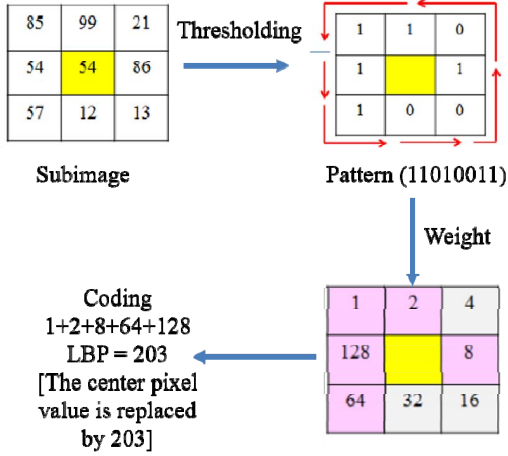 85 99 21
54 54 86
57 12 13
Subimage
Thresholding
1 1 0
1 1
1 0 0
Pattern (11010011)
Weight
1 2 4
128 8
64 32 16
Coding
1+2+8+64+128
LBP = 203
[The center pixel
value is replaced
by 203]